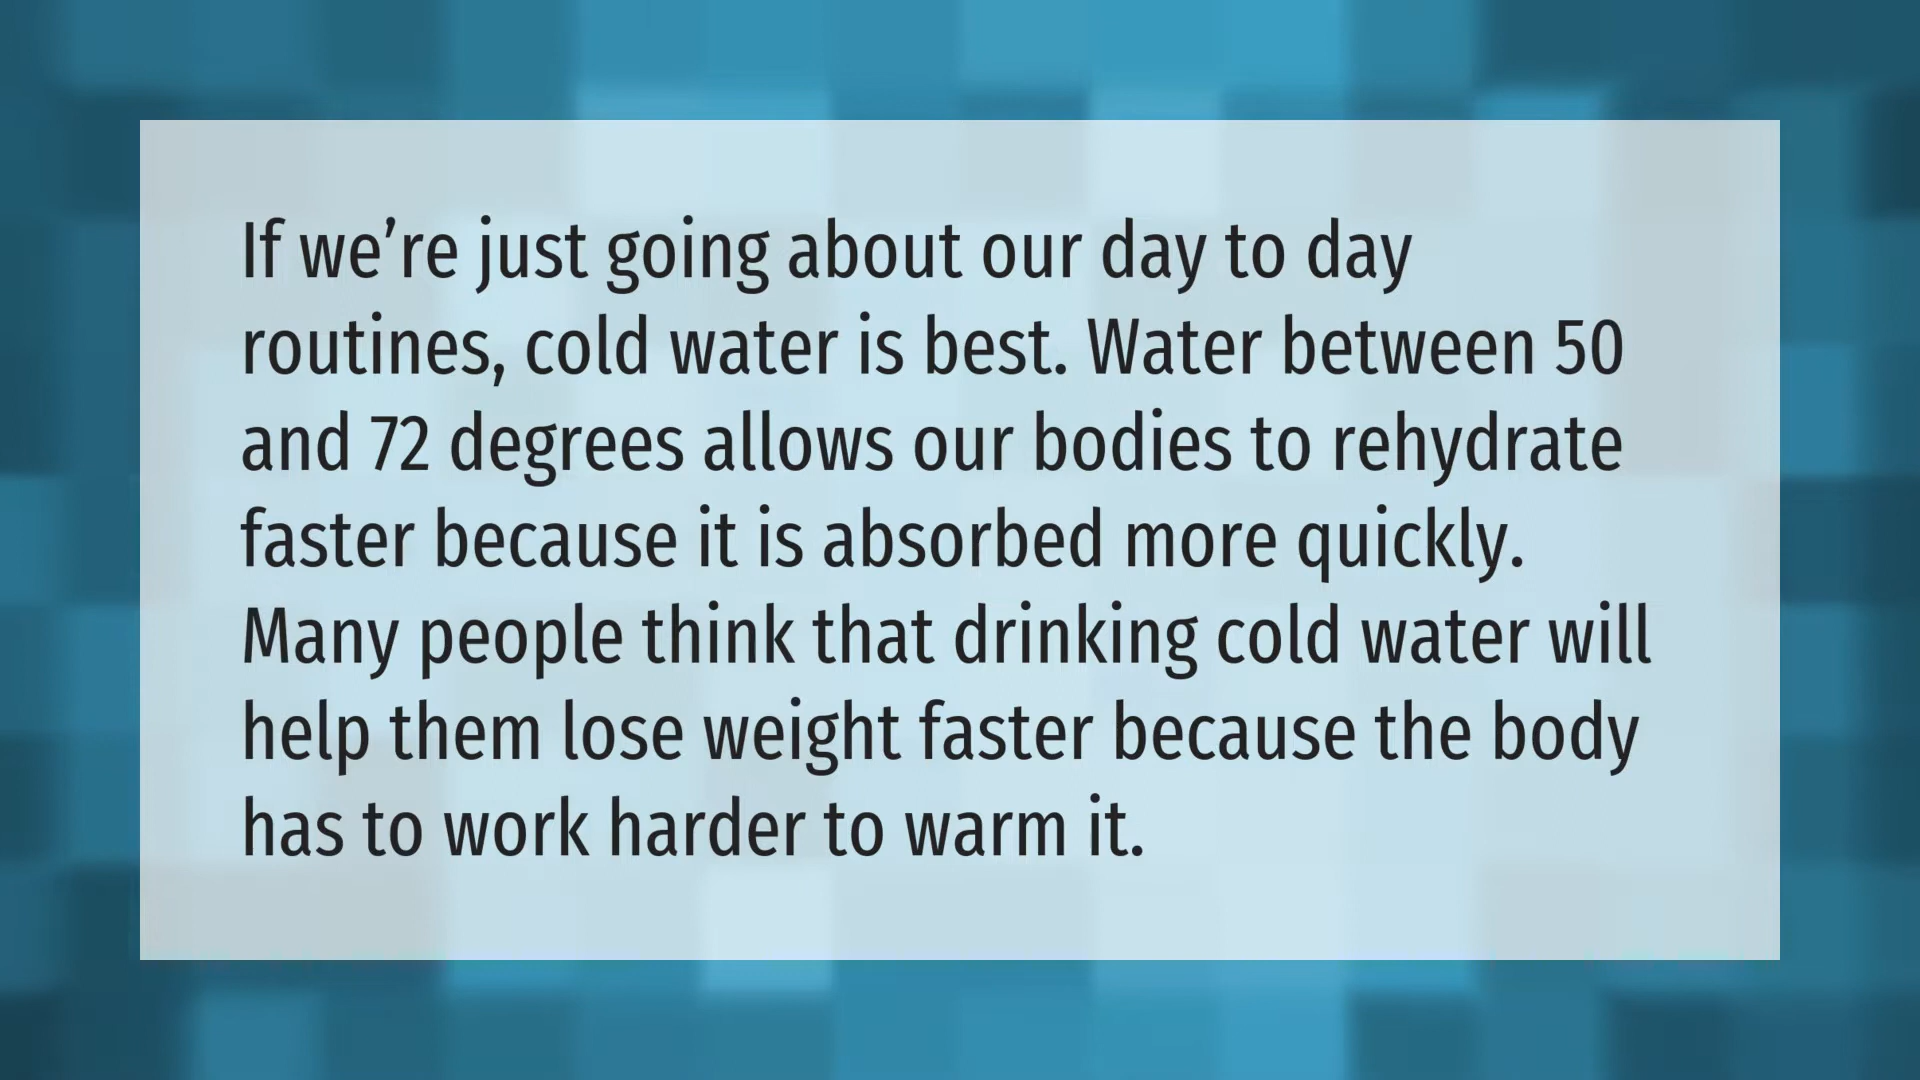 If we’re just going about our day to day
routines, cold water is best. Water between 50
and 72 degrees allows our bodies to rehydrate
faster because it is absorbed more quickly.
Many people think that drinking cold water will
help them lose weight faster because the body
has to work harder to warm it.